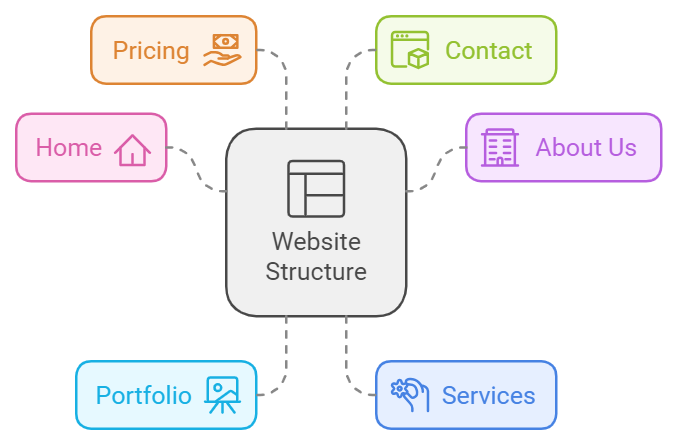 Pricing
Contact
Home
About Us
Website
Structure
Portfolio
Services